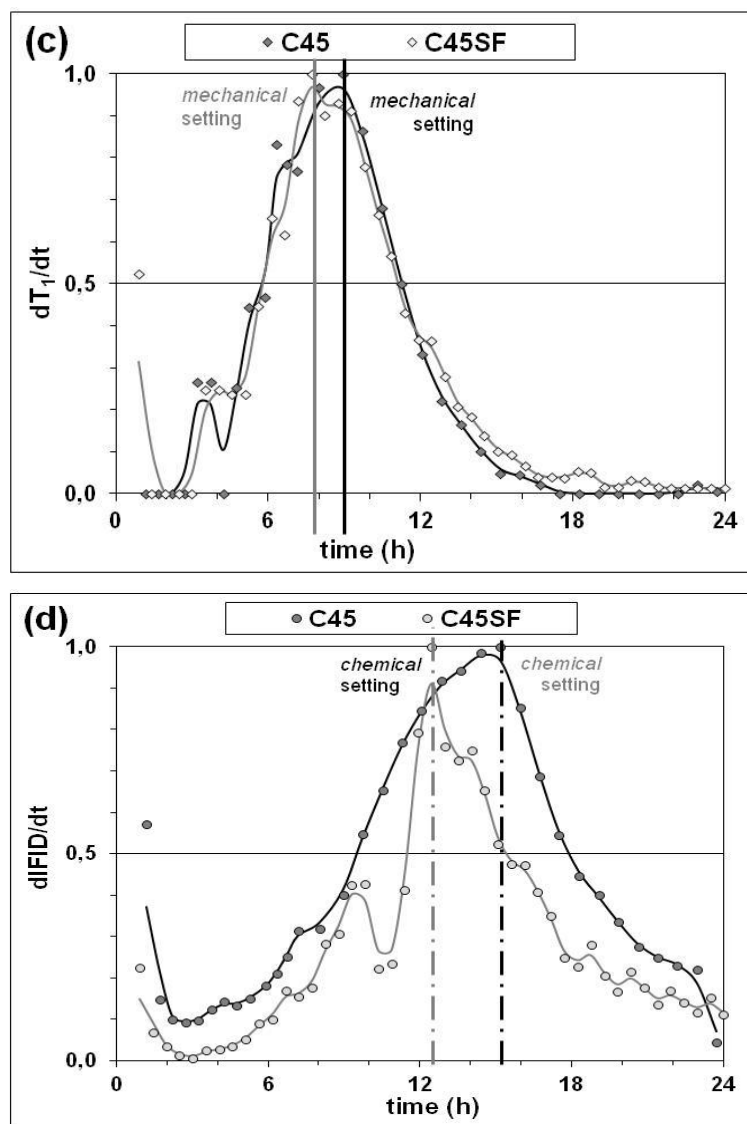 (c)
C45 C45SF
1,0
mechanical
setting
mechanical
setting
dT1/dt
0,5
0,0
0 6 12 18 24
time (h)
(d)
C45 C45SF
1,0
chemical
setting
chemical
setting
dIFID/dt
0,5
0,0
0 6 12 18 24
time (h)